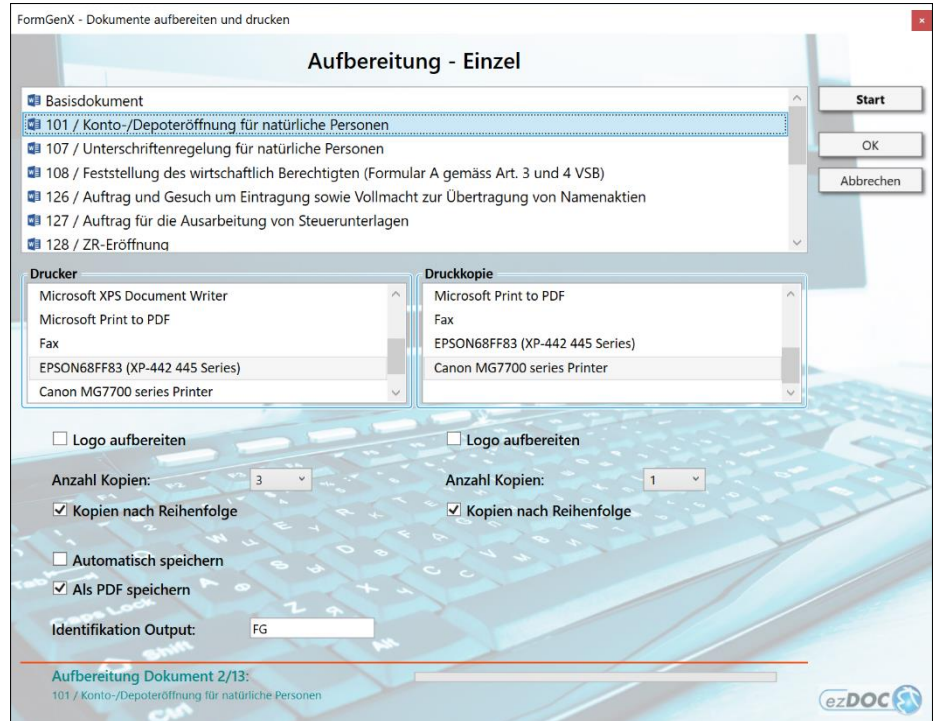 FormGenX - Dokumente aufbereiten und drucken
Aufbereitung - Einzel
Basisdokument
101 / Konto-/Depoteröffnung für natürliche Personen
107 / Unterschriftenregelung für natürliche Personen
108 / Feststellung des wirtschaftlich Berechtigten (Formular A gemäss Art. 3 und 4 VSB)
126 / Auftrag und Gesuch um Eintragung sowie Vollmacht zur Übertragung von Namenaktien
127 / Auftrag für die Ausarbeitung von Steuerunterlagen
128 / ZR-Eröffnung
Start
OK
Abbrechen
Drucker
Microsoft XPS Document Writer
Microsoft Print to PDF
Fax
EPSON68FF83 (XP-442 445 Series)
Canon MG7700 series Printer
Druckkopie
Microsoft Print to PDF
Fax
EPSON68FF83 (XP-442 445 Series)
Canon MG7700 series Printer
Logo aufbereiten
Logo aufbereiten
Anzahl Kopien: 3
Anzahl Kopien: 1
Kopien nach Reihenfolge
Kopien nach Reihenfolge
Automatisch speichern
Als PDF speichern
Identifikation Output: FG
Aufbereitung Dokument 2/13:
101 / Konto-/Depoteröffnung für natürliche Personen
ezDOC
Caps Lock
Shift
Ctrl
Alt